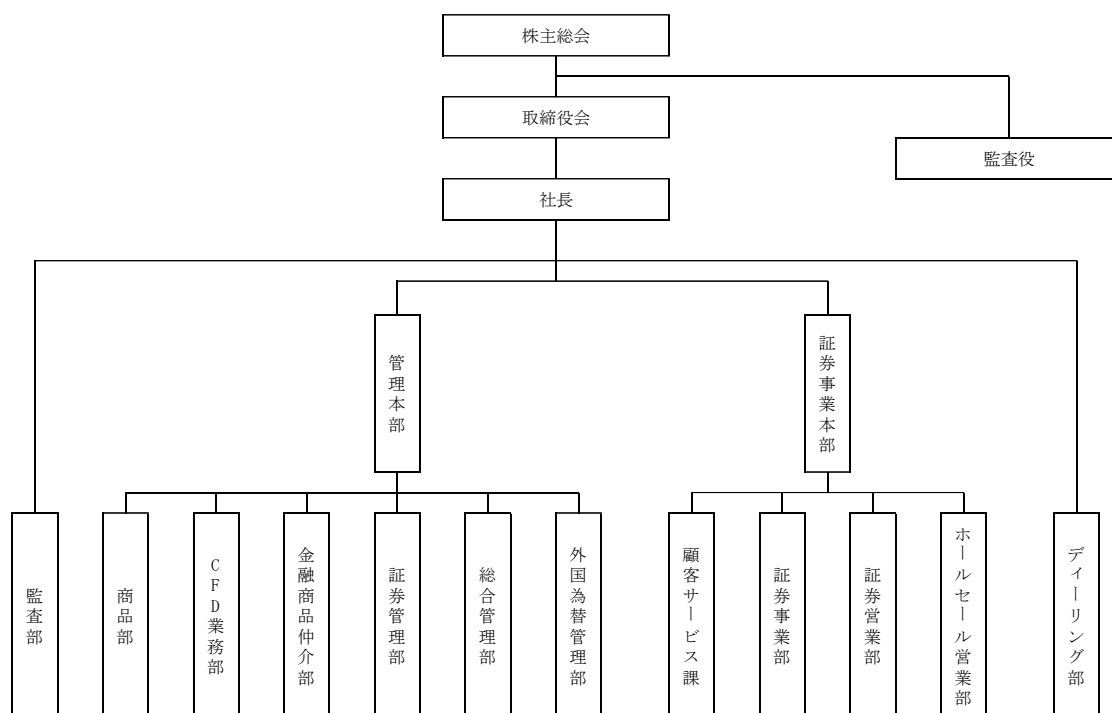 株主総会
取締役会
監査役
社長
管理本部
証券事業本部
監査部
商品部
CFD業務部
金融商品仲介部
証券管理部
総合管理部
外国為替管理部
顧客サービス課
証券事業部
証券営業部
ホールセール営業部
ディーリング部